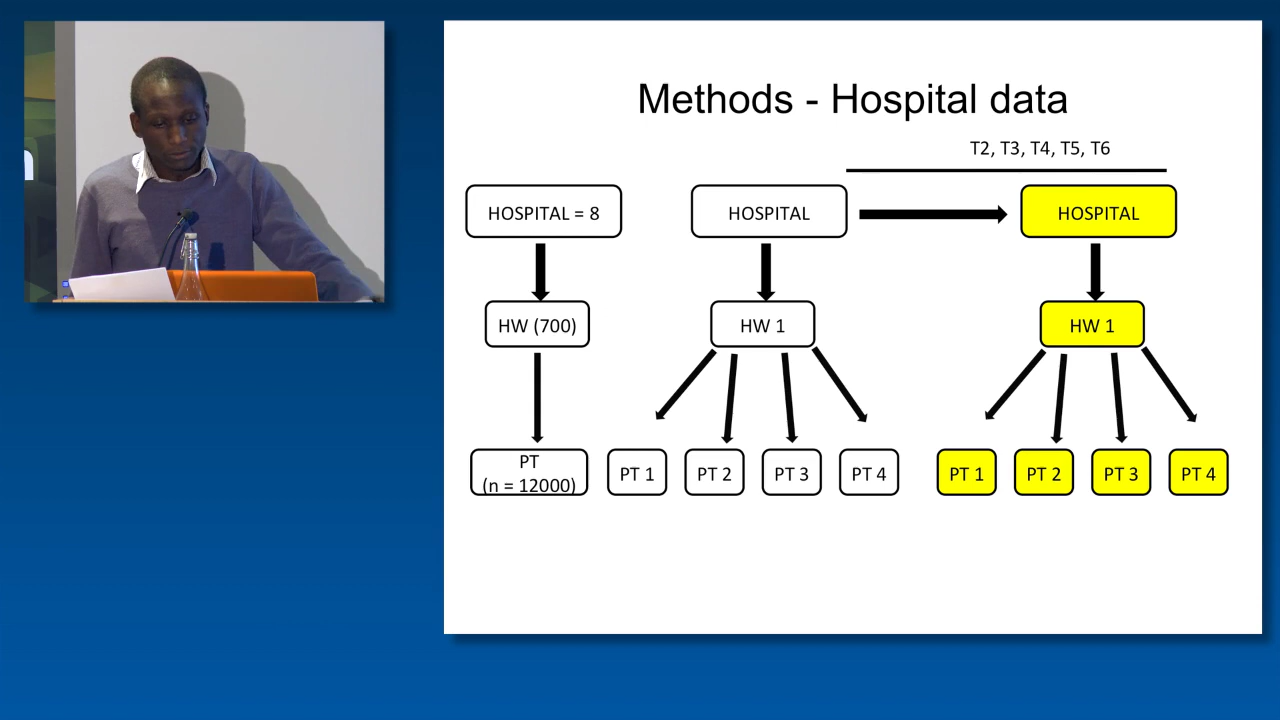 Methods - Hospital data
T2, T3, T4, T5, T6
HOSPITAL = 8
HOSPITAL
HOSPITAL
HW (700)
HW 1
HW 1
PT
(n = 12000)
PT 1
PT 2
PT 3
PT 4
PT 1
PT 2
PT 3
PT 4